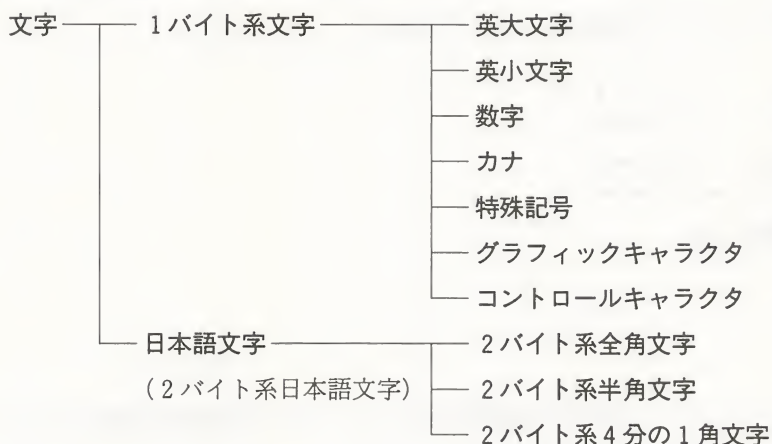 文字 1バイト系文字 英大文字
英小文字
数字
カナ
特殊記号
グラフィックキャラクタ
コントロールキャラクタ
日本語文字 2バイト系全角文字
(2バイト系日本語文字) 2バイト系半角文字
2バイト系4分の1角文字